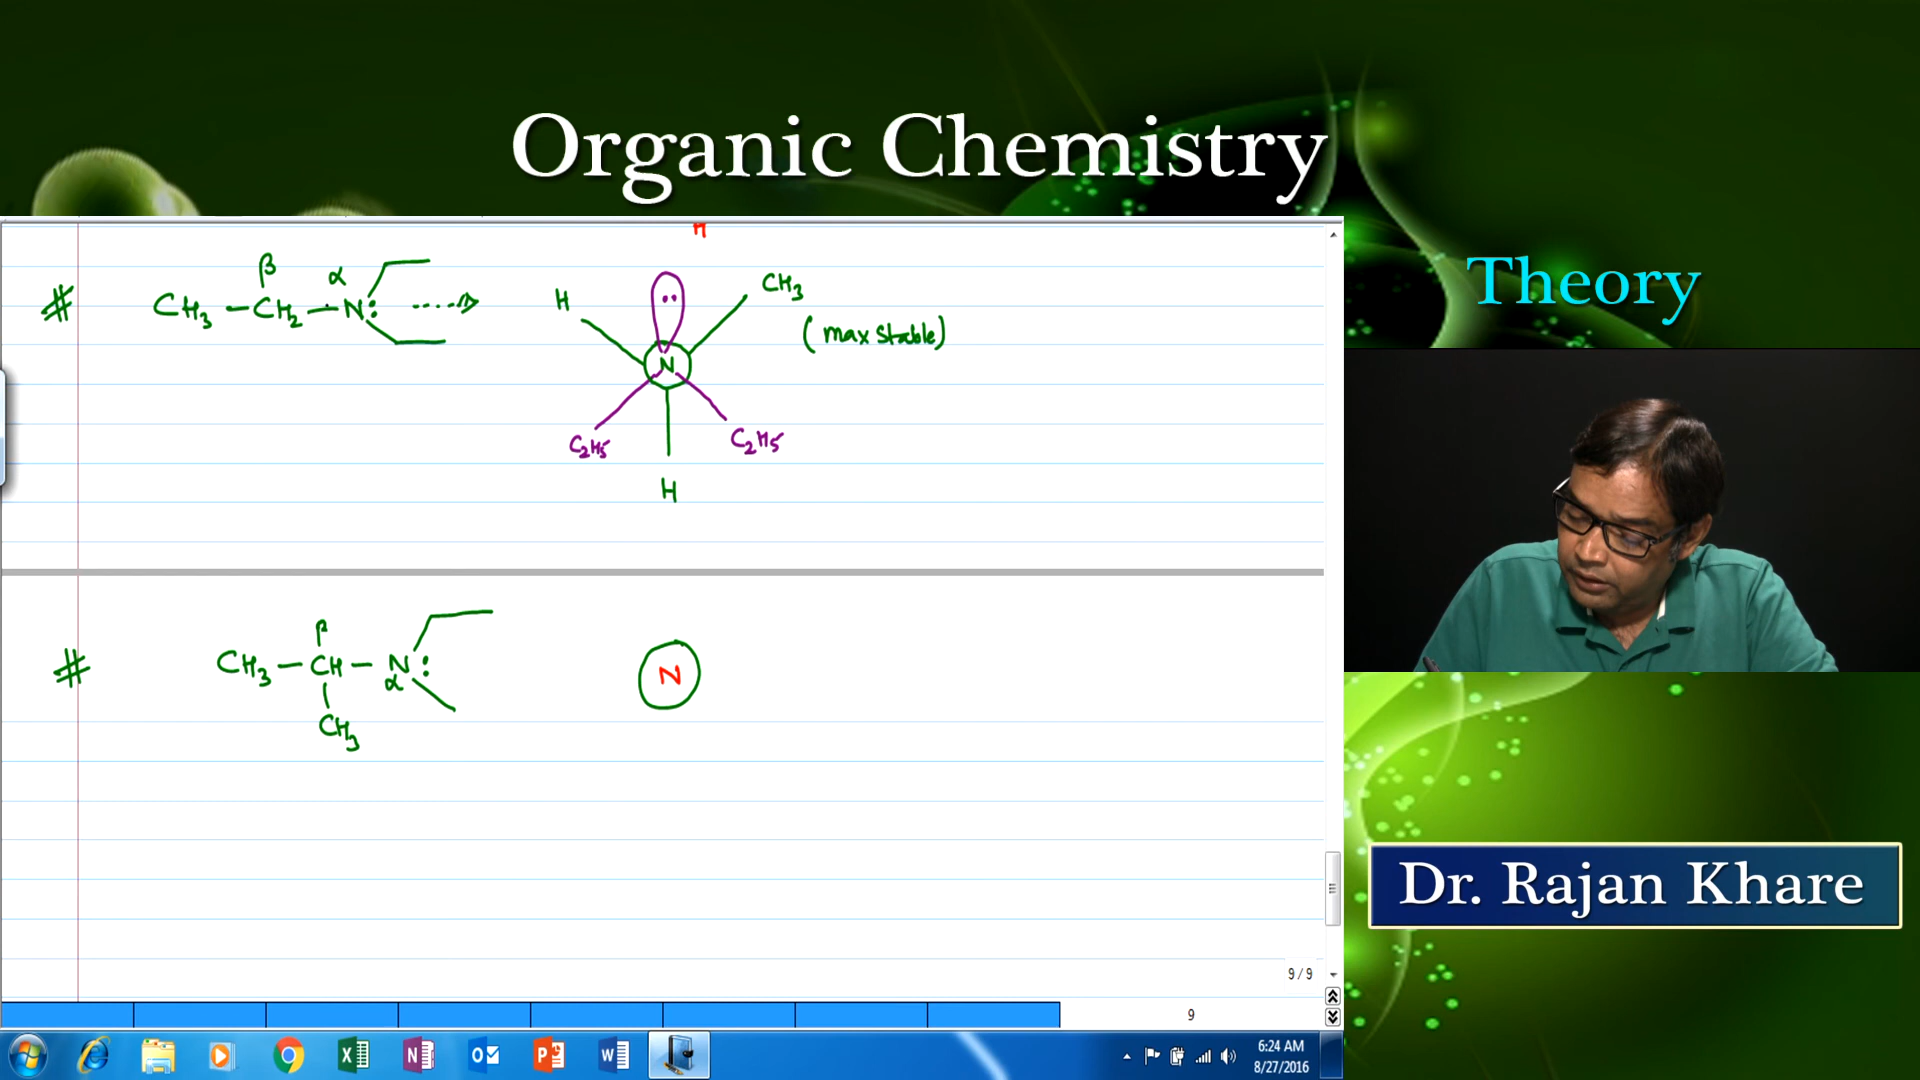 Organic Chemistry
Theory
H
# CH3 - CH2 - N:
β α
H
CH3
(max stable)
N
C2H5
C2H5
H
# CH3 - CH - N:
β
α
CH3
N
9 / 9
9
Dr. Rajan Khare
6:24 AM
8/27/2016